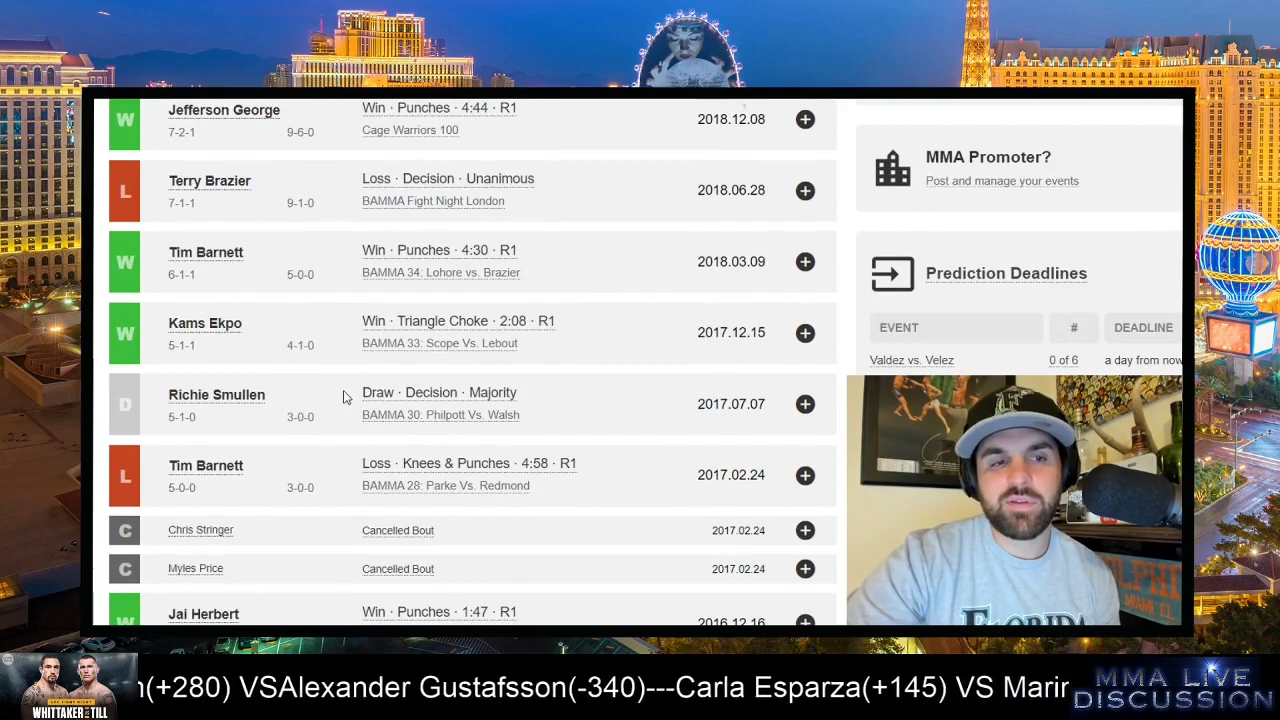 W
Jefferson George
7-2-1
9-6-0
Win · Punches · 4:44 · R1
Cage Warriors 100
2018.12.08
L
Terry Brazier
7-1-1
9-1-0
Loss · Decision · Unanimous
BAMMA Fight Night London
2018.06.28
W
Tim Barnett
6-1-1
5-0-0
Win · Punches · 4:30 · R1
BAMMA 34: Lohore vs. Brazier
2018.03.09
W
Kams Ekpo
5-1-1
4-1-0
Win · Triangle Choke · 2:08 · R1
BAMMA 33: Scope Vs. Lebout
2017.12.15
D
Richie Smullen
5-1-0
3-0-0
Draw · Decision · Majority
BAMMA 30: Philpott Vs. Walsh
2017.07.07
L
Tim Barnett
5-0-0
3-0-0
Loss · Knees & Punches · 4:58 · R1
BAMMA 28: Parke Vs. Redmond
2017.02.24
C
Chris Stringer
Cancelled Bout
2017.02.24
C
Myles Price
Cancelled Bout
2017.02.24
W
Jai Herbert
Win · Punches · 1:47 · R1
2016.12.16
MMA Promoter?
Post and manage your events
Prediction Deadlines
EVENT # DEADLINE
Valdez vs. Velez 0 of 6 a day from now
F
FLORIDA
DOLPHI
MIAMI FL
WHITTAKER TILL
(+280) VSAlexander Gustafsson(-340)---Carla Esparza(+145) VS Marin
MMA LIVE
DISCUSSION